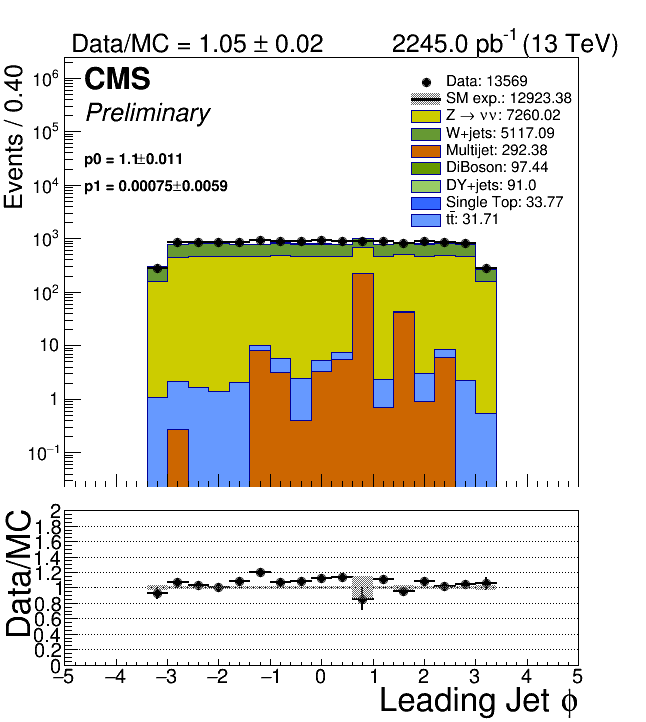 Data/MC = 1.05 ± 0.02 2245.0 pb⁻¹ (13 TeV)
CMS
Preliminary
p0 = 1.1±0.011
p1 = 0.00075±0.0059
Data: 13569
SM exp.: 12923.38
Z → νν: 7260.02
W+jets: 5117.09
Multijet: 292.38
DiBoson: 97.44
DY+jets: 91.0
Single Top: 33.77
tt̄: 31.71
Events / 0.40
10⁶
10⁵
10⁴
10³
10²
10
1
10⁻¹
Data/MC
2
1.8
1.6
1.4
1.2
1
0.8
0.6
0.4
0.2
0
−5 −4 −3 −2 −1 0 1 2 3 4 5
Leading Jet ϕ